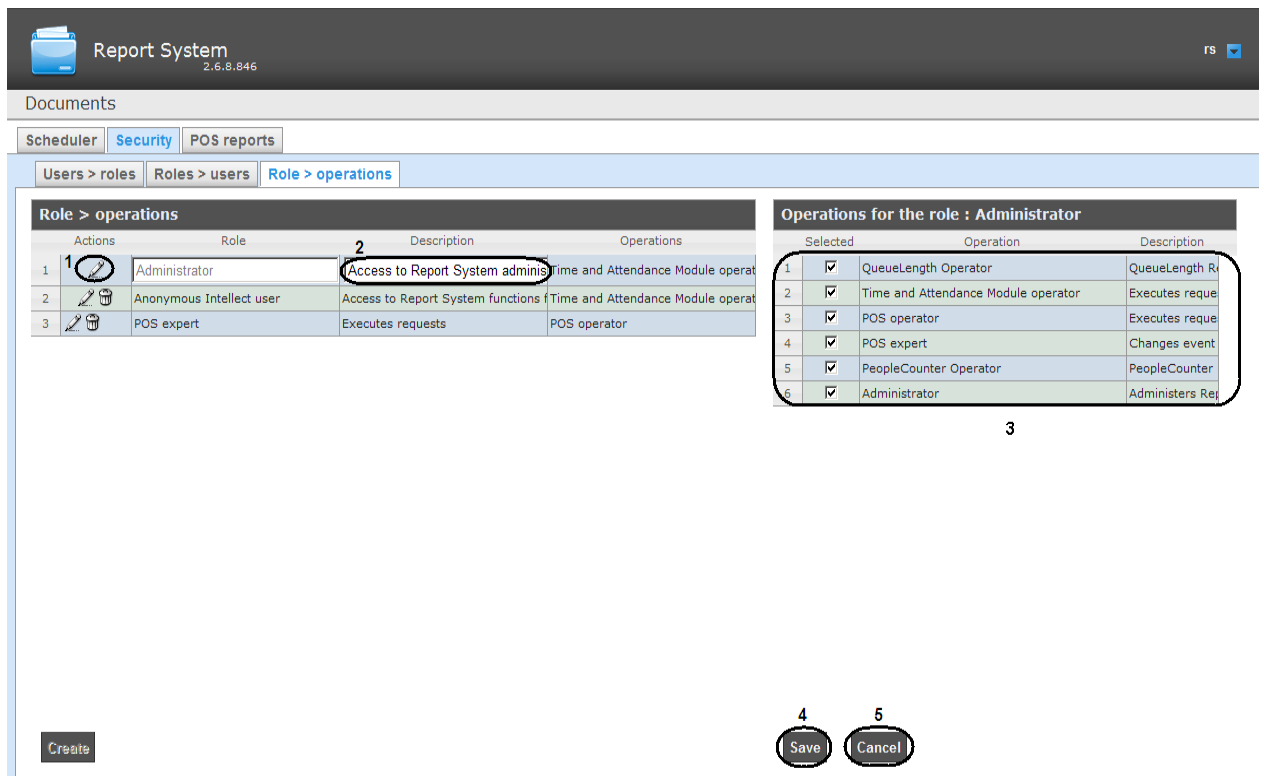 Report System
2.6.8.846
rs
Documents
Scheduler Security POS reports
Users > roles Roles > users Role > operations
Role > operations
Actions Role Description Operations
1 Administrator Access to Report System adminis Time and Attendance Module operat
2 Anonymous Intellect user Access to Report System functions f Time and Attendance Module operat
3 POS expert Executes requests POS operator
1
2
Operations for the role : Administrator
Selected Operation Description
1 QueueLength Operator QueueLength Re
2 Time and Attendance Module operator Executes reque
3 POS operator Executes reque
4 POS expert Changes event
5 PeopleCounter Operator PeopleCounter
6 Administrator Administers Rep
3
4 5
Create Save Cancel